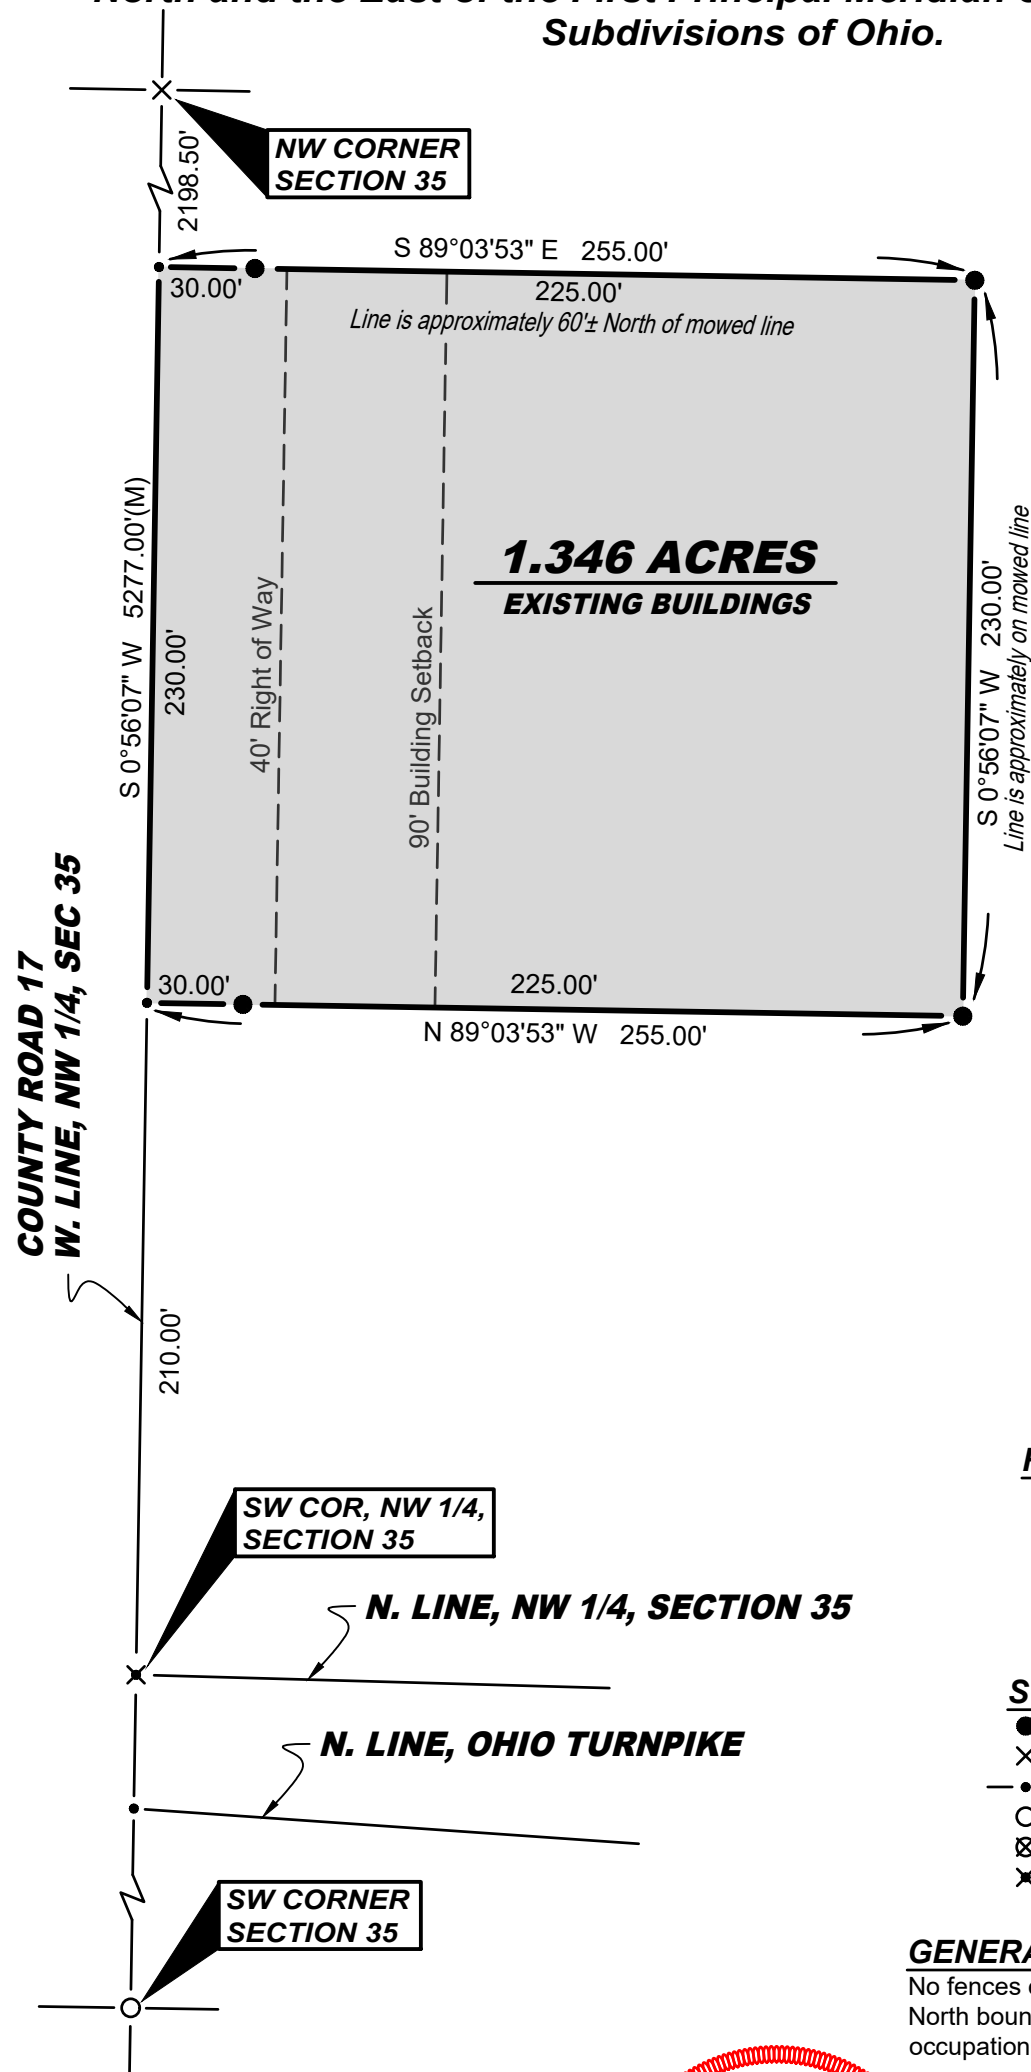 Subdivisions of Ohio.
NW CORNER
SECTION 35
2198.50'
S 89°03'53" E 255.00'
30.00'
225.00'
Line is approximately 60'± North of mowed line
S 0°56'07" W 5277.00'(M)
230.00'
40' Right of Way
90' Building Setback
1.346 ACRES
EXISTING BUILDINGS
S 0°56'07" W 230.00'
Line is approximately on mowed line
30.00'
225.00'
N 89°03'53" W 255.00'
COUNTY ROAD 17
W. LINE, NW 1/4, SEC 35
210.00'
SW COR, NW 1/4,
SECTION 35
N. LINE, NW 1/4, SECTION 35
N. LINE, OHIO TURNPIKE
SW CORNER
SECTION 35
No fences
North
occupation